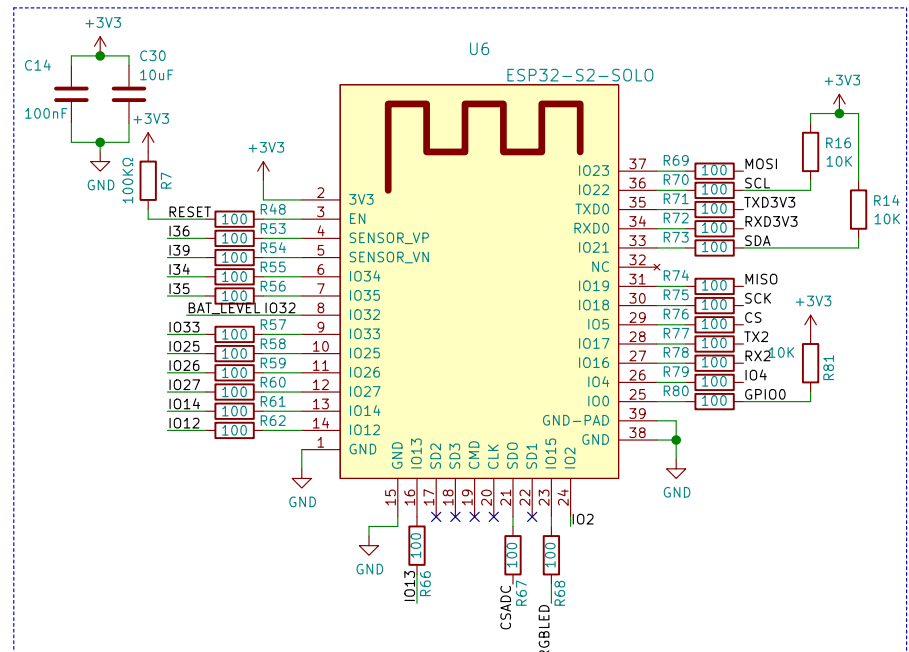 +3V3
C14
C30
10uF
100nF
GND
+3V3
100KΩ
R7
+3V3
U6
ESP32-S2-SOLO
RESET 100 R48 3V3 2
I36 100 R53 EN 3
I39 100 R54 SENSOR_VP 4
I34 100 R55 SENSOR_VN 5
I35 100 R56 IO34 6
IO35 7
BAT_LEVEL IO32 8 IO32
IO33 100 R57 9 IO33
IO25 100 R58 10 IO25
IO26 100 R59 11 IO26
IO27 100 R60 12 IO27
IO14 100 R61 13 IO14
IO12 100 R62 14 IO12
1 GND
GND
IO23 37 R69 100 MOSI
IO22 36 R70 100 SCL
TXD0 35 R71 100 TXD3V3
RXD0 34 R72 100 RXD3V3
IO21 33 R73 100 SDA
NC 32
IO19 31 R74 100 MISO
IO18 30 R75 100 SCK
IO5 29 R76 100 CS
IO17 28 R77 100 TX2
IO16 27 R78 100 RX2
IO4 26 R79 100 IO4
IO0 25 R80 100 GPIO0
GND-PAD 39
GND 38
GND
+3V3
R16
10K
R14
10K
+3V3
10K
R81
GND 15
IO13 16
SD2 17
SD3 18
CMD 19
CLK 20
SD0 21
SD1 22
IO15 23
IO2 24
IO2
GND
100 R66 IO13
100 R67 CSADC
100 R68 RGBLED